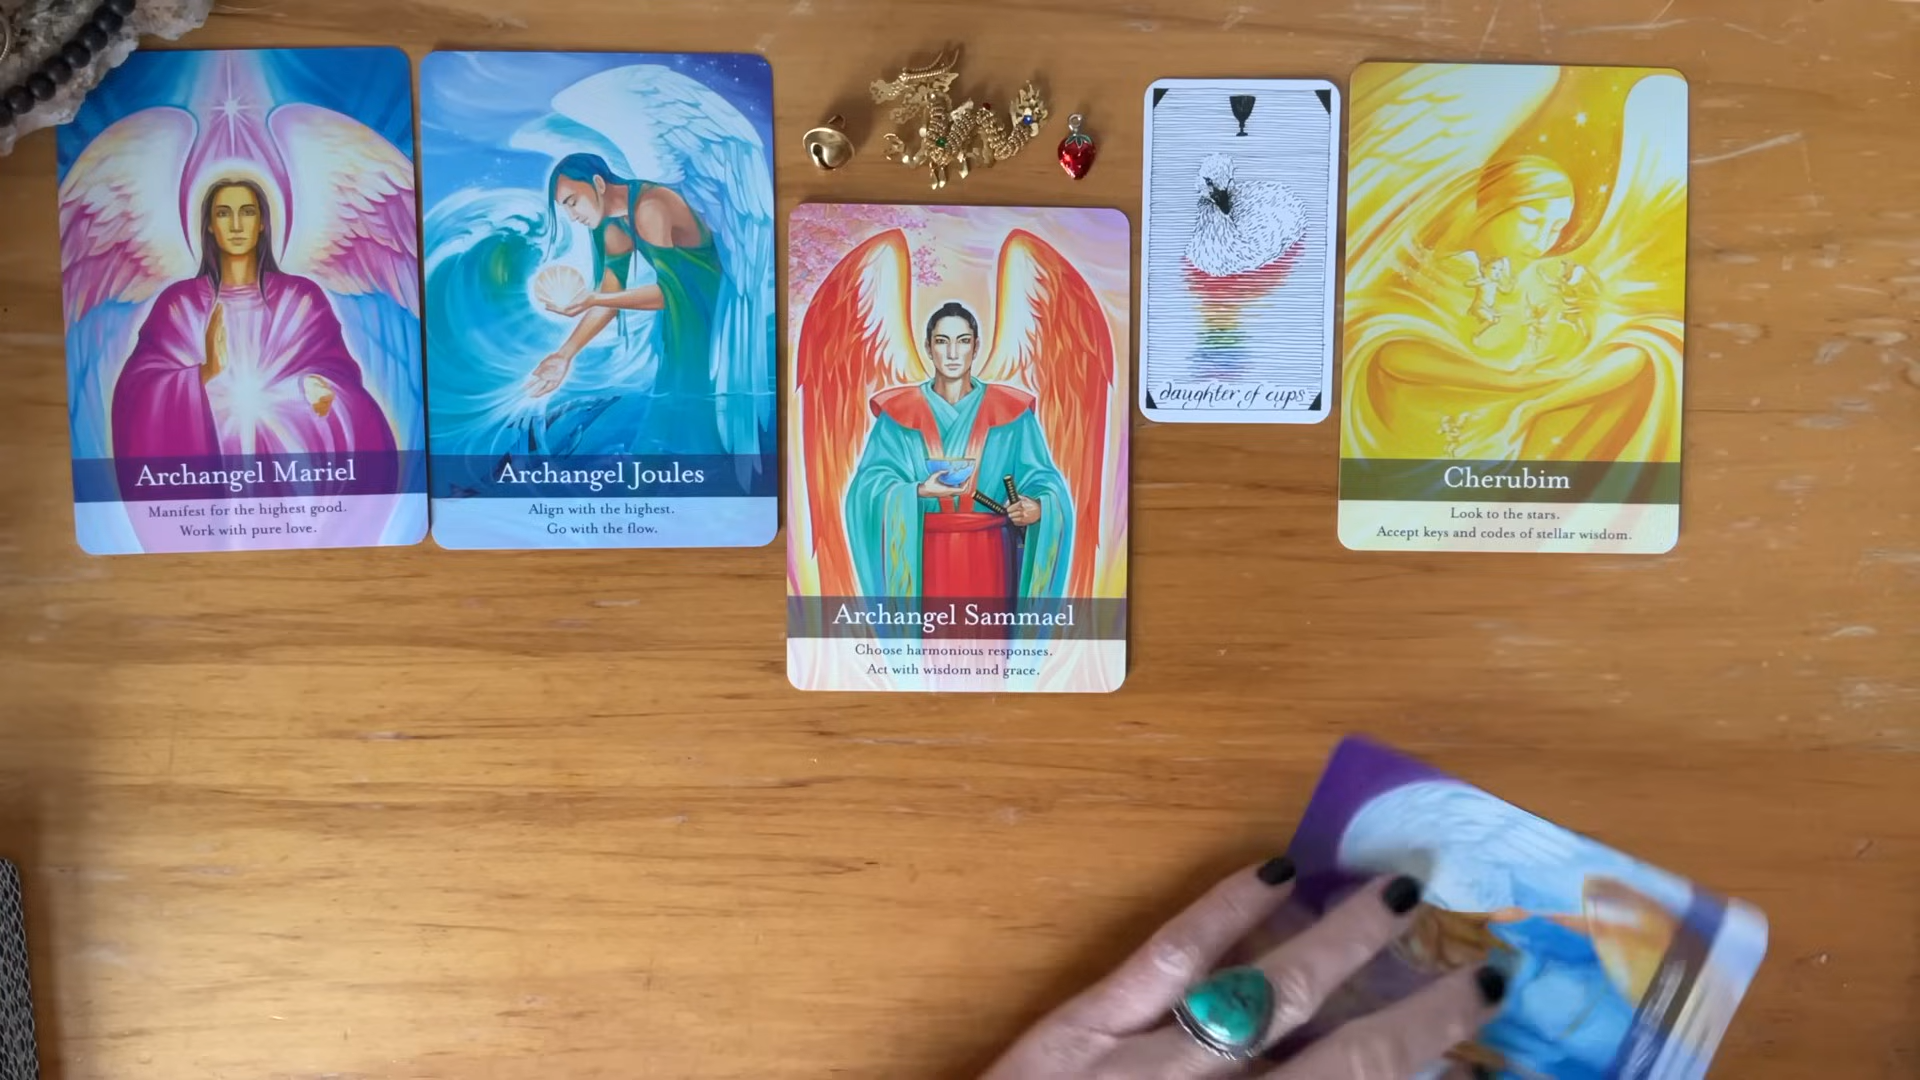 Archangel Mariel
Manifest for the highest good.
Work with pure love.
Archangel Joules
Align with the highest.
Go with the flow.
Archangel Sammael
Choose harmonious responses.
Act with wisdom and grace.
daughter of cups
Cherubim
Look to the stars.
Accept keys and codes of stellar wisdom.